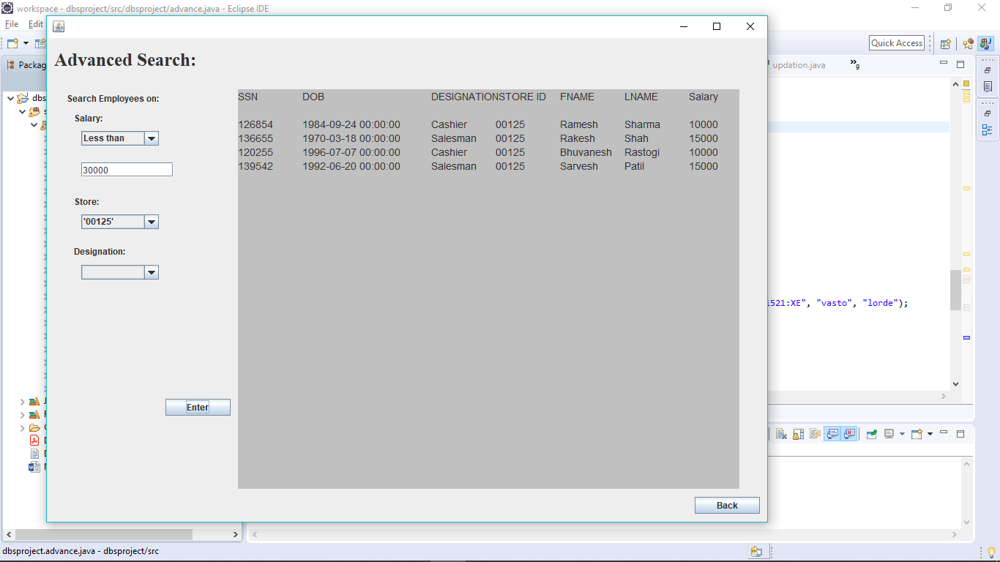 workspace - dbsproject/src/dbsproject/advance.java - Eclipse IDE
File Edit
Quick Access
Packag
updation.java
»9
dbs
Advanced Search:
Search Employees on:
Salary:
Less than
30000
Store:
'00125'
Designation:
Enter
SSN DOB DESIGNATIONSTORE ID FNAME LNAME Salary
126854 1984-09-24 00:00:00 Cashier 00125 Ramesh Sharma 10000
136655 1970-03-18 00:00:00 Salesman 00125 Rakesh Shah 15000
120255 1996-07-07 00:00:00 Cashier 00125 Bhuvanesh Rastogi 10000
139542 1992-06-20 00:00:00 Salesman 00125 Sarvesh Patil 15000
Back
1521:XE", "vasto", "lorde");
dbsproject.advance.java - dbsproject/src